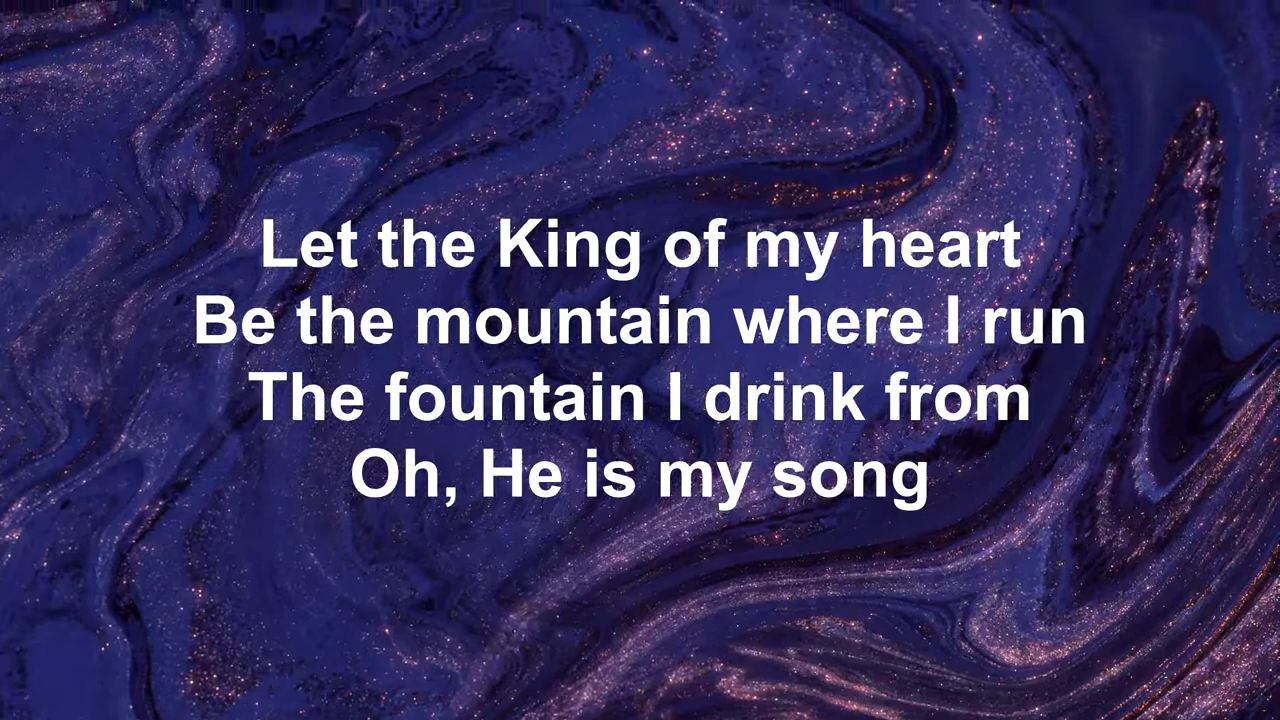 Let the King of my heart
Be the mountain where I run
The fountain I drink from
Oh, He is my song